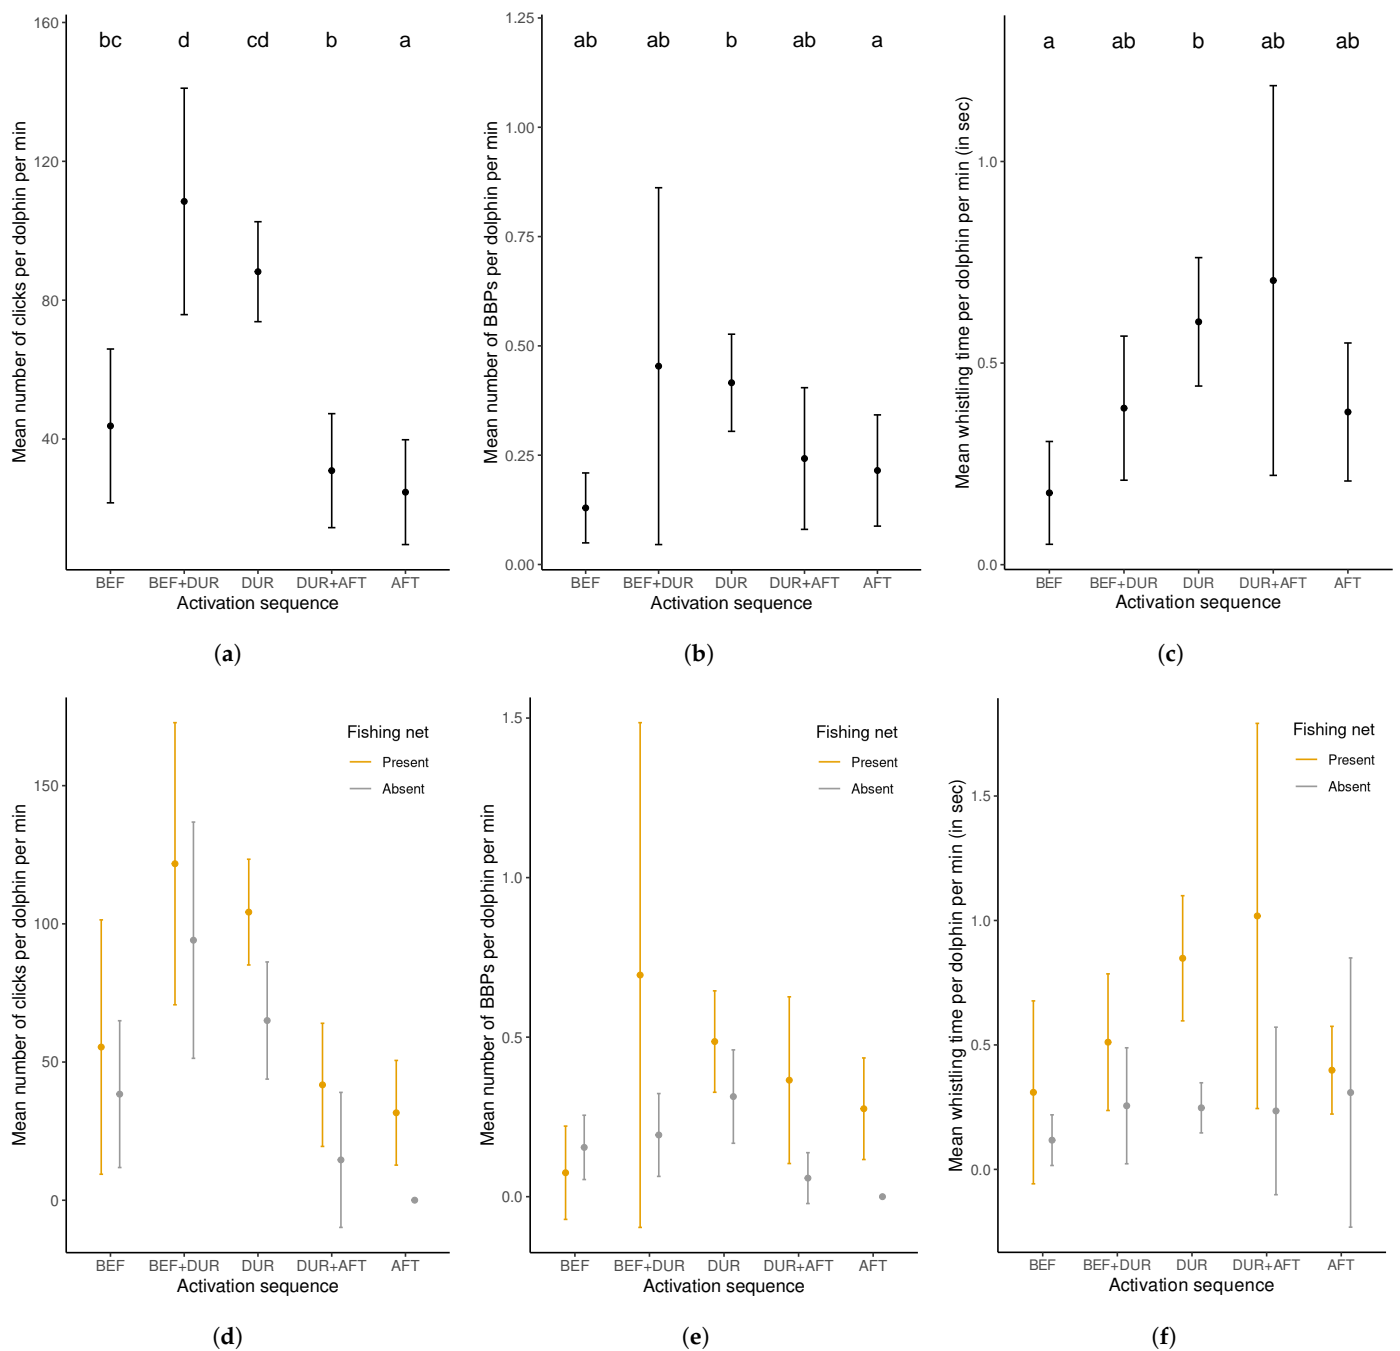 Mean number of clicks per dolphin per min
160
120
80
40
bc d cd b a
BEF BEF+DUR DUR DUR+AFT AFT
Activation sequence
(a)
Mean number of BBPs per dolphin per min
1.25
1.00
0.75
0.50
0.25
0.00
ab ab b ab a
BEF BEF+DUR DUR DUR+AFT AFT
Activation sequence
(b)
Mean whistling time per dolphin per min (in sec)
1.0
0.5
0.0
a ab b ab ab
BEF BEF+DUR DUR DUR+AFT AFT
Activation sequence
(c)
Mean number of clicks per dolphin per min
150
100
50
0
Fishing net
Present
Absent
BEF BEF+DUR DUR DUR+AFT AFT
Activation sequence
(d)
Mean number of BBPs per dolphin per min
1.5
1.0
0.5
0.0
Fishing net
Present
Absent
BEF BEF+DUR DUR DUR+AFT AFT
Activation sequence
(e)
Mean whistling time per dolphin per min (in sec)
1.5
1.0
0.5
0.0
Fishing net
Present
Absent
BEF BEF+DUR DUR DUR+AFT AFT
Activation sequence
(f)